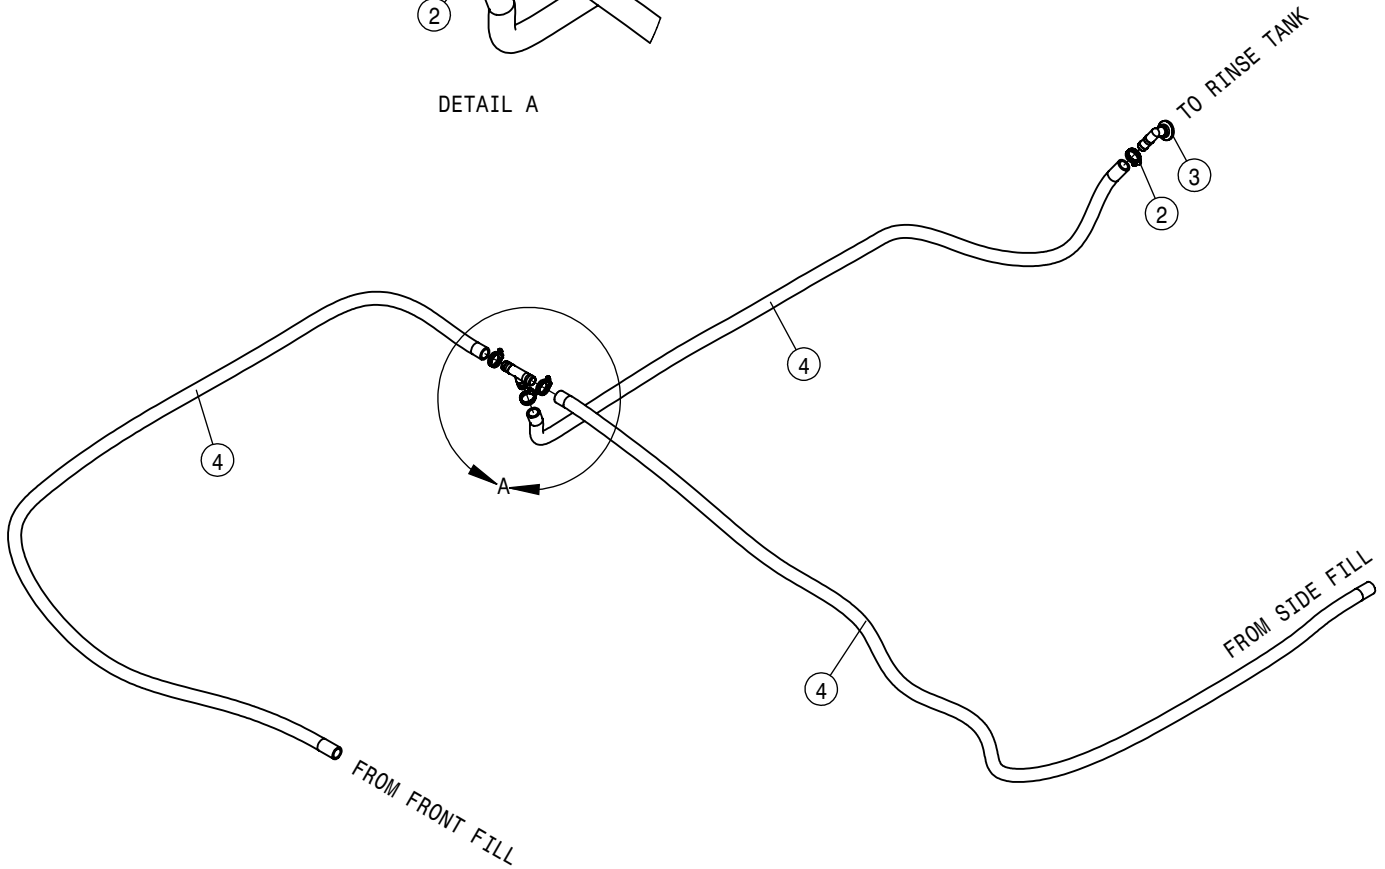 2
DETAIL A
TO RINSE TANK
3
2
4
4
A
FROM SIDE FILL
4
FROM FRONT FILL